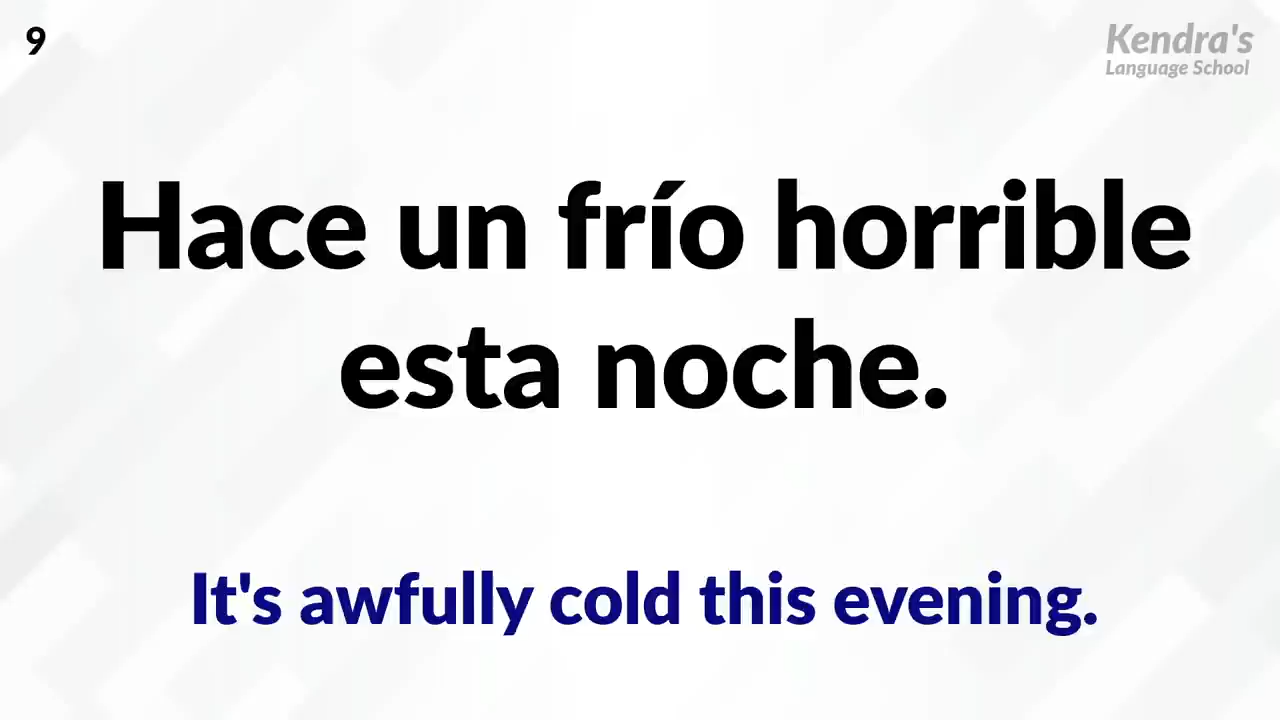 9
Kendra's
Language School
Hace un frío horrible
esta noche.
It's awfully cold this evening.